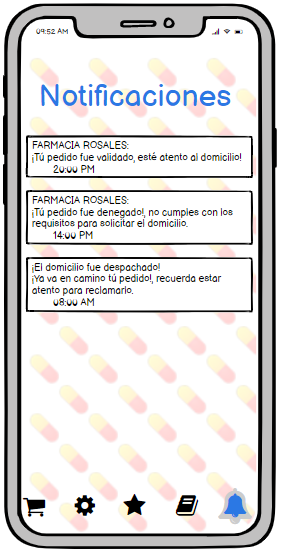 09:52 AM
Notificaciones
FARMACIA ROSALES:
¡Tú pedido fue validado, esté atento al domicilio!
20:00 PM
FARMACIA ROSALES:
¡Tú pedido fue denegado!, no cumples con los
requisitos para solicitar el domicilio.
14:00 PM
¡El domicilio fue despachado!
¡Ya va en camino tú pedido!, recuerda estar
atento para reclamarlo.
08:00 AM